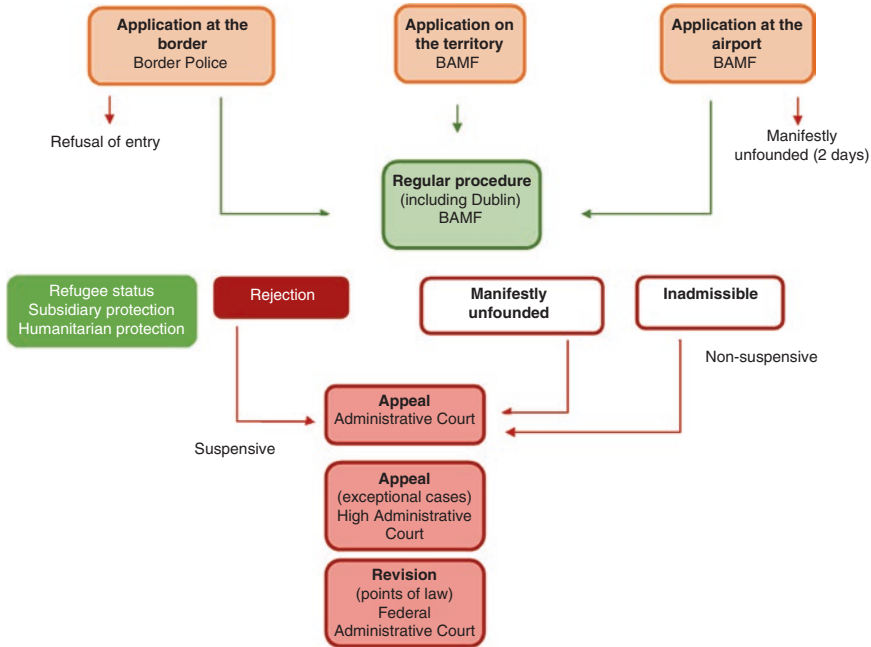 Application at the
border
Border Police
Application on
the territory
BAMF
Application at the
airport
BAMF
Refusal of entry
Manifestly
unfounded (2 days)
Regular procedure
(including Dublin)
BAMF
Refugee status
Subsidiary protection
Humanitarian protection
Rejection
Manifestly
unfounded
Inadmissible
Non-suspensive
Appeal
Administrative Court
Suspensive
Appeal
(exceptional cases)
High Administrative
Court
Revision
(points of law)
Federal
Administrative Court